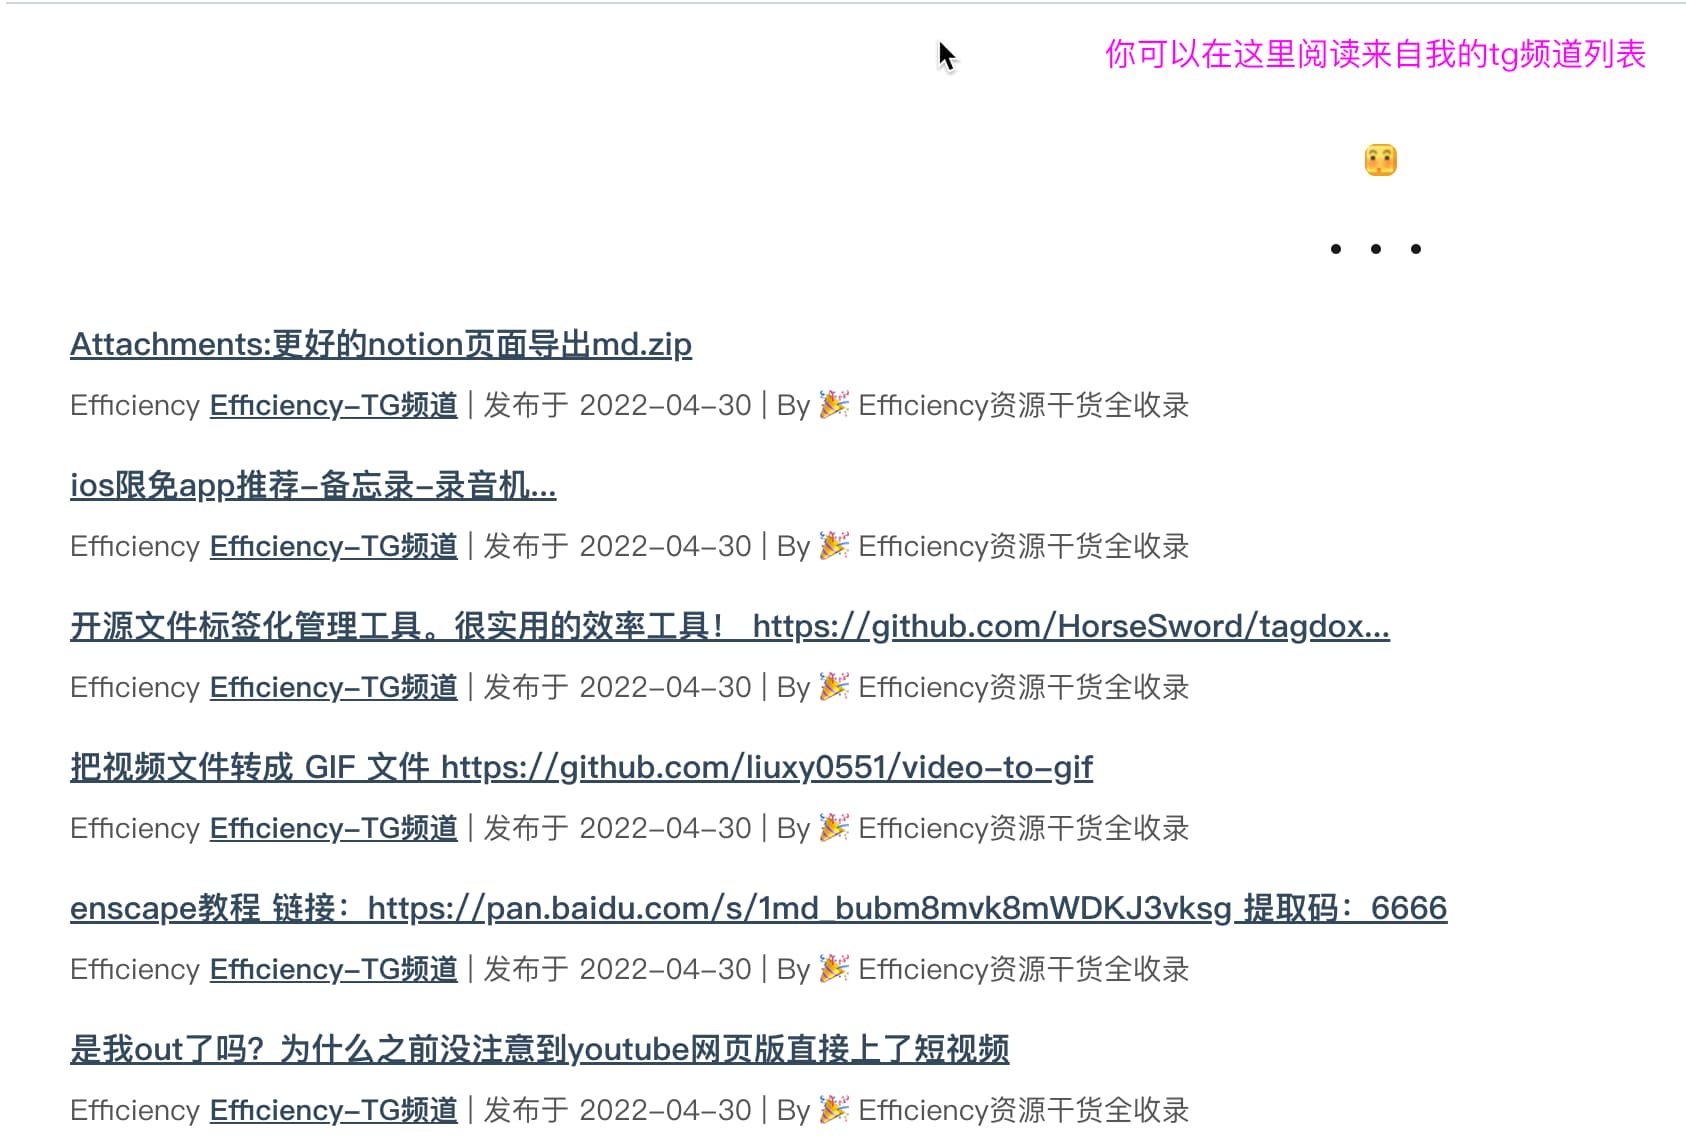 你可以在这里阅读来自我的tg频道列表
• • •
Attachments:更好的notion页面导出md.zip
Efficiency Efficiency-TG频道 | 发布于 2022-04-30 | By 🎉 Efficiency资源干货全收录
ios限免app推荐-备忘录-录音机...
Efficiency Efficiency-TG频道 | 发布于 2022-04-30 | By 🎉 Efficiency资源干货全收录
开源文件标签化管理工具。很实用的效率工具！ https://github.com/HorseSword/tagdox...
Efficiency Efficiency-TG频道 | 发布于 2022-04-30 | By 🎉 Efficiency资源干货全收录
把视频文件转成 GIF 文件 https://github.com/liuxy0551/video-to-gif
Efficiency Efficiency-TG频道 | 发布于 2022-04-30 | By 🎉 Efficiency资源干货全收录
enscape教程 链接：https://pan.baidu.com/s/1md_bubm8mvk8mWDKJ3vksg 提取码：6666
Efficiency Efficiency-TG频道 | 发布于 2022-04-30 | By 🎉 Efficiency资源干货全收录
是我out了吗？为什么之前没注意到youtube网页版直接上了短视频
Efficiency Efficiency-TG频道 | 发布于 2022-04-30 | By 🎉 Efficiency资源干货全收录